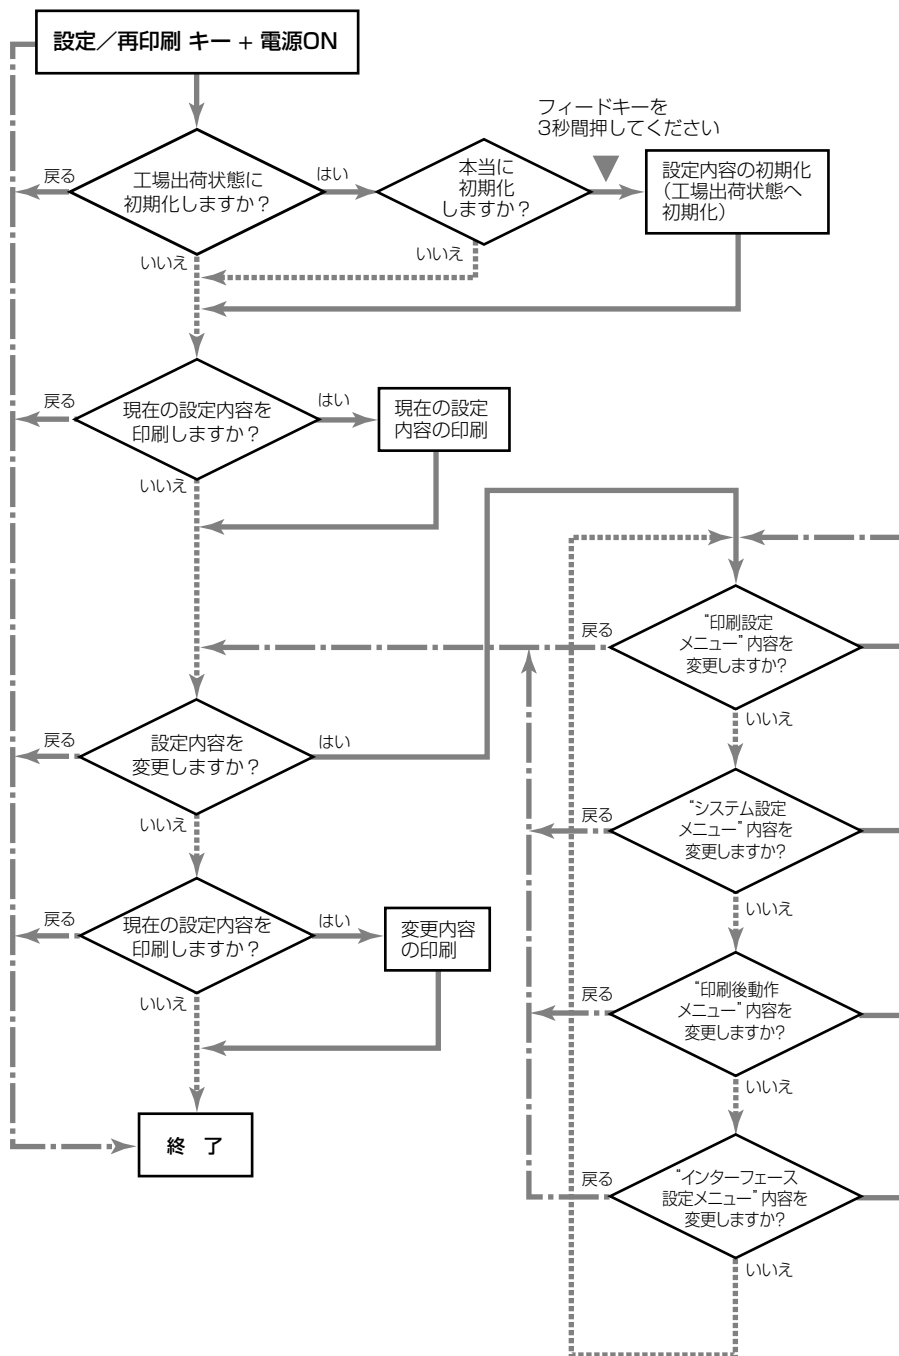 設定／再印刷 キー + 電源ON
フィードキーを
3秒間押してください
戻る
工場出荷状態に
初期化しますか？
はい
本当に
初期化
しますか？
設定内容の初期化
（工場出荷状態へ
初期化）
いいえ
いいえ
戻る
現在の設定内容を
印刷しますか？
はい
現在の設定
内容の印刷
いいえ
戻る
設定内容を
変更しますか？
はい
いいえ
戻る
現在の設定内容を
印刷しますか？
はい
変更内容
の印刷
いいえ
終 了
戻る
“印刷設定
メニュー”内容を
変更しますか?
いいえ
戻る
“システム設定
メニュー”内容を
変更しますか?
いいえ
戻る
“印刷後動作
メニュー”内容を
変更しますか?
いいえ
戻る
“インターフェース
設定メニュー”内容を
変更しますか?
いいえ